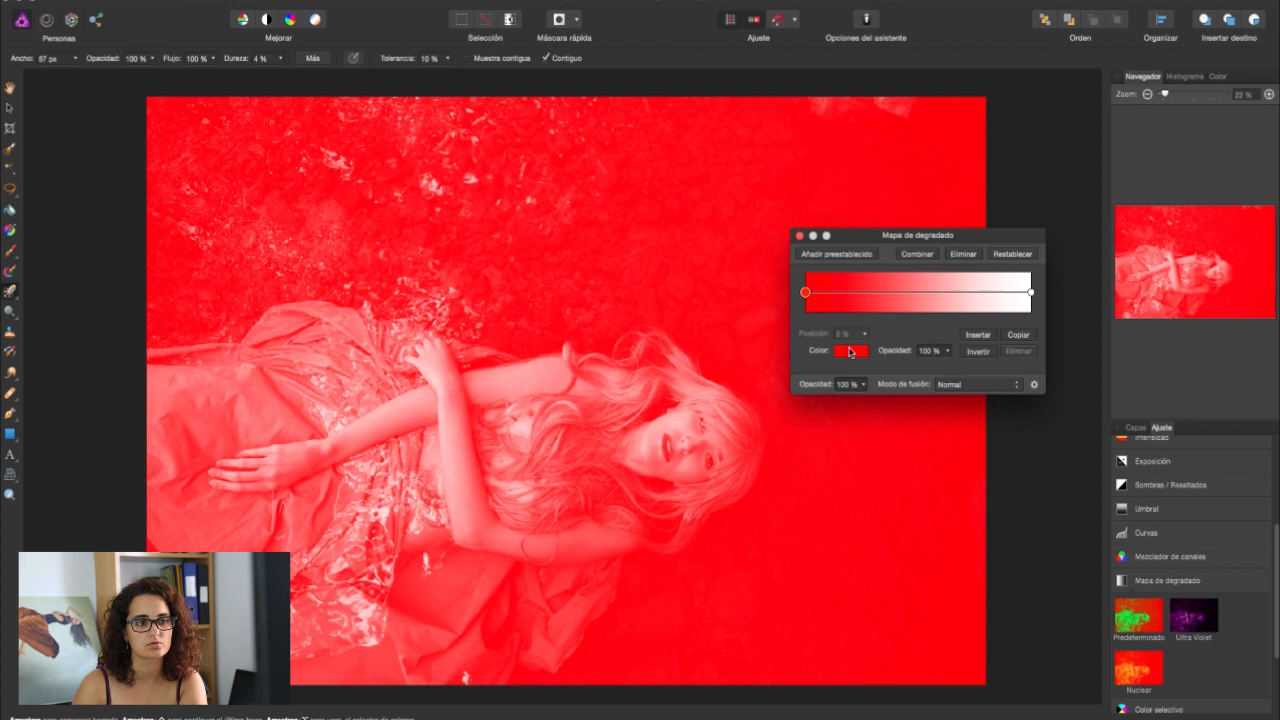 Personas
Mejorar
Selección
Máscara rápida
Ajuste
Opciones del asistente
Orden
Organizar
Insertar destino
Ancho: 87 px Opacidad: 100 % Flujo: 100 % Dureza: 4 % Más Tolerancia: 10 % Muestra contigua Contiguo
Navegador Histograma Color
Zoom: 22 %
Mapa de degradado
Añadir preestablecido Combinar Eliminar Restablecer
Posición: 0 % Insertar Copiar
Color: Opacidad: 100 % Invertir Eliminar
Opacidad: 100 % Modo de fusión: Normal
Capas Ajuste
Intensidad
Exposición
Sombras / Resaltados
Umbral
Curvas
Mezclador de canales
Mapa de degradado
Predeterminado Ultra Violet
Nuclear
Color selectivo